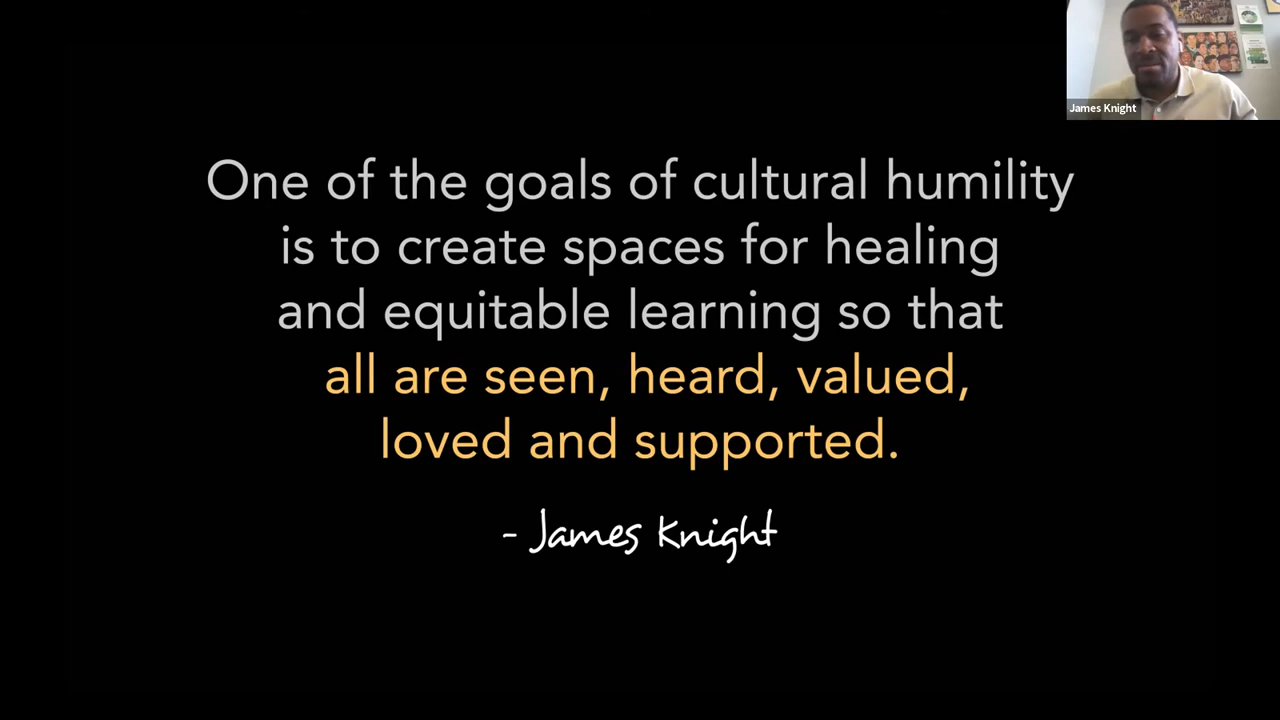 James Knight
One of the goals of cultural humility
is to create spaces for healing
and equitable learning so that
all are seen, heard, valued,
loved and supported.
- James Knight